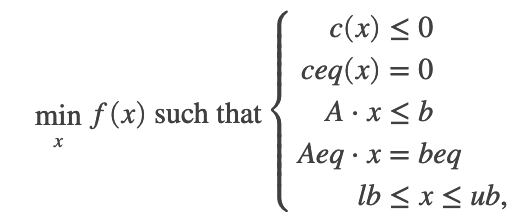 c(x) ≤ 0
ceq(x) = 0
min f(x) such that { A · x ≤ b
x
Aeq · x = beq
lb ≤ x ≤ ub,